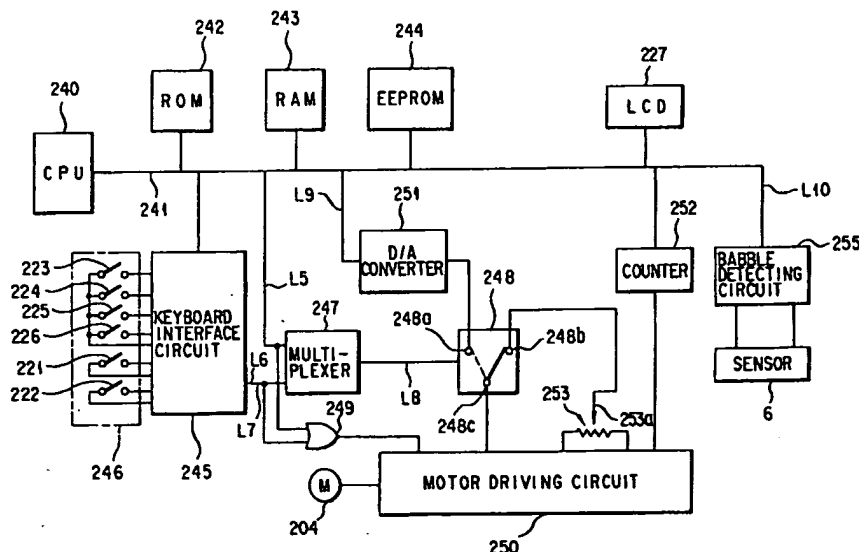 242
243
244
227
240
ROM
RAM
EEPROM
LCD
CPU
241
L9
251
L10
252
255
223
224
225
226
221
222
KEYBOARD
INTERFACE
CIRCUIT
L5
D/A
CONVERTER
COUNTER
BABBLE
DETECTING
CIRCUIT
247
248
248a
248b
L6
MULTI-
PLEXER
L8
SENSOR
6
L7
249
248c
253
253a
246
245
M
204
MOTOR DRIVING CIRCUIT
250